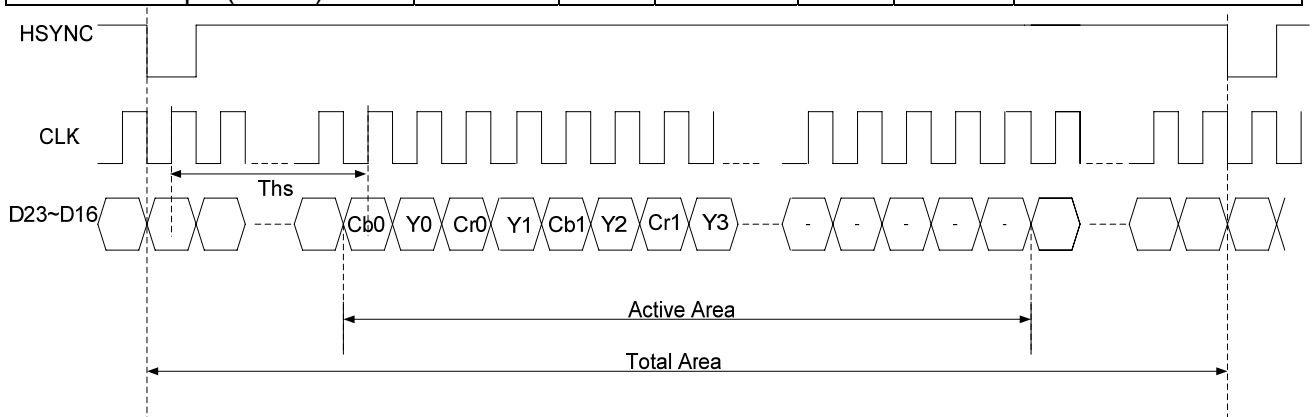 HSYNC
CLK
Ths
D23~D16
Cb0 Y0 Cr0 Y1 Cb1 Y2 Cr1 Y3 - - - - -
Active Area
Total Area